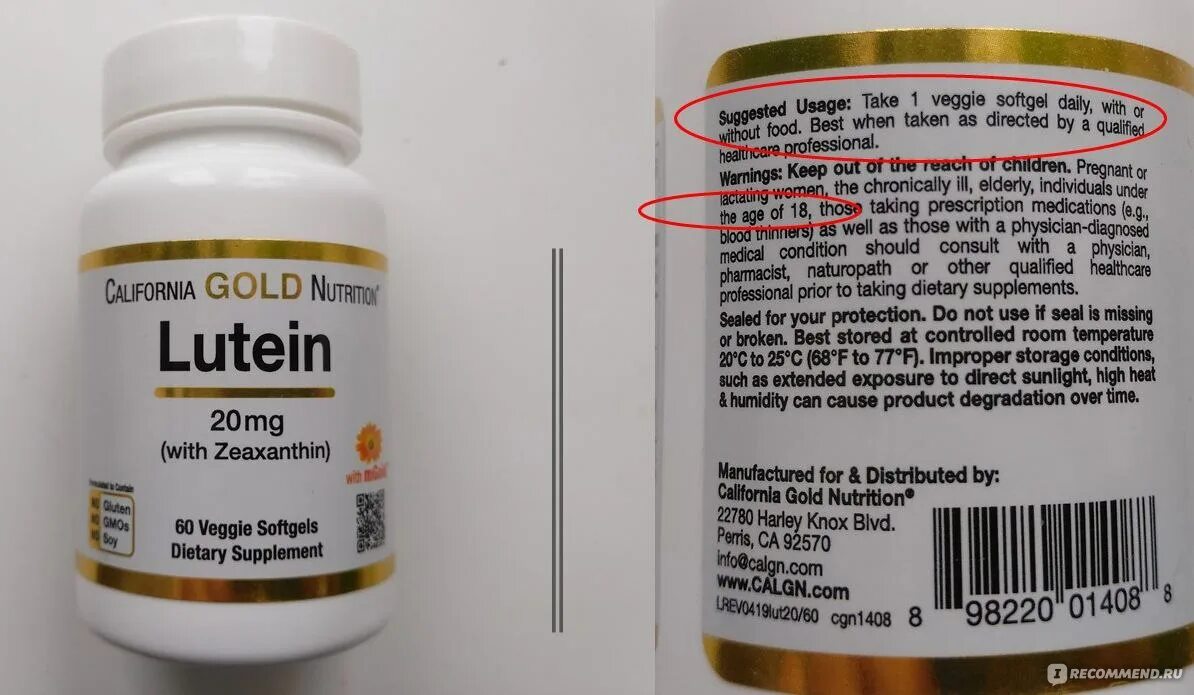 CALIFORNIA GOLD NUTRITION®
Lutein
20mg
(with Zeaxanthin)
with
Formulated to Contain
NO Gluten
NO GMOs
NO Soy
60 Veggie Softgels
Dietary Supplement
Suggested Usage: Take 1 veggie softgel daily, with or
without food. Best when taken as directed by a qualified
healthcare professional.
Warnings: Keep out of the reach of children. Pregnant or
lactating women, the chronically ill, elderly, individuals under
the age of 18, those taking prescription medications (e.g.,
blood thinners) as well as those with a physician-diagnosed
medical condition should consult with a physician,
pharmacist, naturopath or other qualified healthcare
professional prior to taking dietary supplements.
Sealed for your protection. Do not use if seal is missing
or broken. Best stored at controlled room temperature
20°C to 25°C (68°F to 77°F). Improper storage conditions,
such as extended exposure to direct sunlight, high heat
& humidity can cause product degradation over time.
Manufactured for & Distributed by:
California Gold Nutrition®
22780 Harley Knox Blvd.
Perris, CA 92570
info@calgn.com
www.CALGN.com
LREV0419lut20/60 cgn1408
8 98220 01408 8
IRECOMMEND.RU